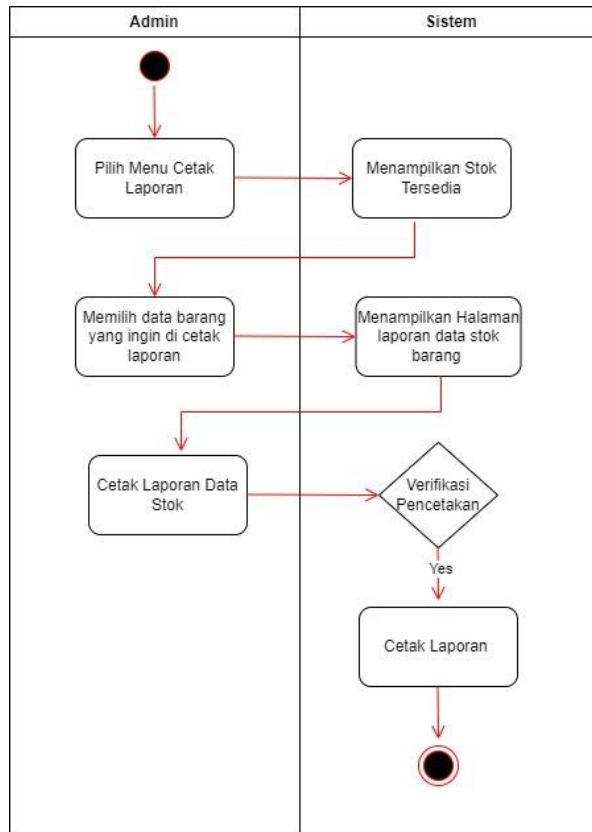 Admin
Sistem
Pilih Menu Cetak
Laporan
Menampilkan Stok
Tersedia
Memilih data barang
yang ingin di cetak
laporan
Menampilkan Halaman
laporan data stok
barang
Cetak Laporan Data
Stok
Verifikasi
Pencetakan
Yes
Cetak Laporan